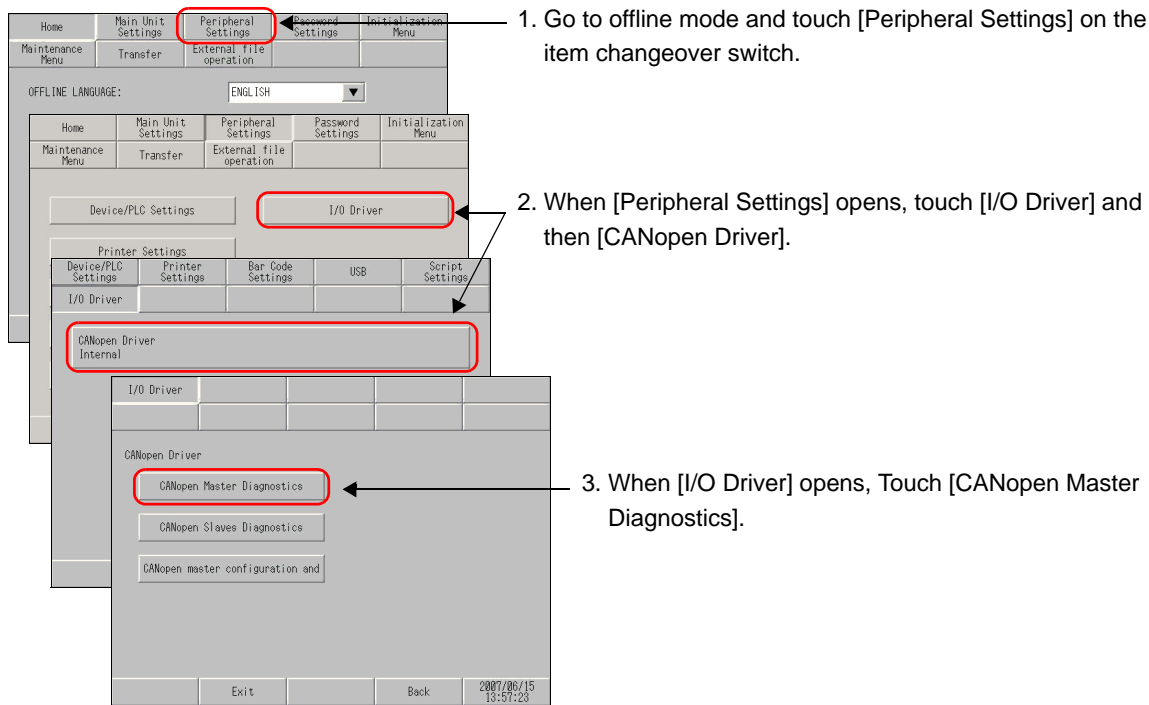 Home
Main Unit Settings
Peripheral Settings
Password Settings
Initialization Menu
Maintenance Menu
Transfer
External file operation
OFFLINE LANGUAGE:
ENGLISH
1. Go to offline mode and touch [Peripheral Settings] on the
item changeover switch.
Home
Main Unit Settings
Peripheral Settings
Password Settings
Initialization Menu
Maintenance Menu
Transfer
External file operation
Device/PLC Settings
I/O Driver
Printer Settings
2. When [Peripheral Settings] opens, touch [I/O Driver] and
then [CANopen Driver].
Device/PLC Settings
Printer Settings
Bar Code Settings
USB
Script Settings
I/O Driver
CANopen Driver
Internal
I/O Driver
CANopen Driver
CANopen Master Diagnostics
CANopen Slaves Diagnostics
CANopen master configuration and
3. When [I/O Driver] opens, Touch [CANopen Master
Diagnostics].
Exit
Back
2007/06/15
13:57:23